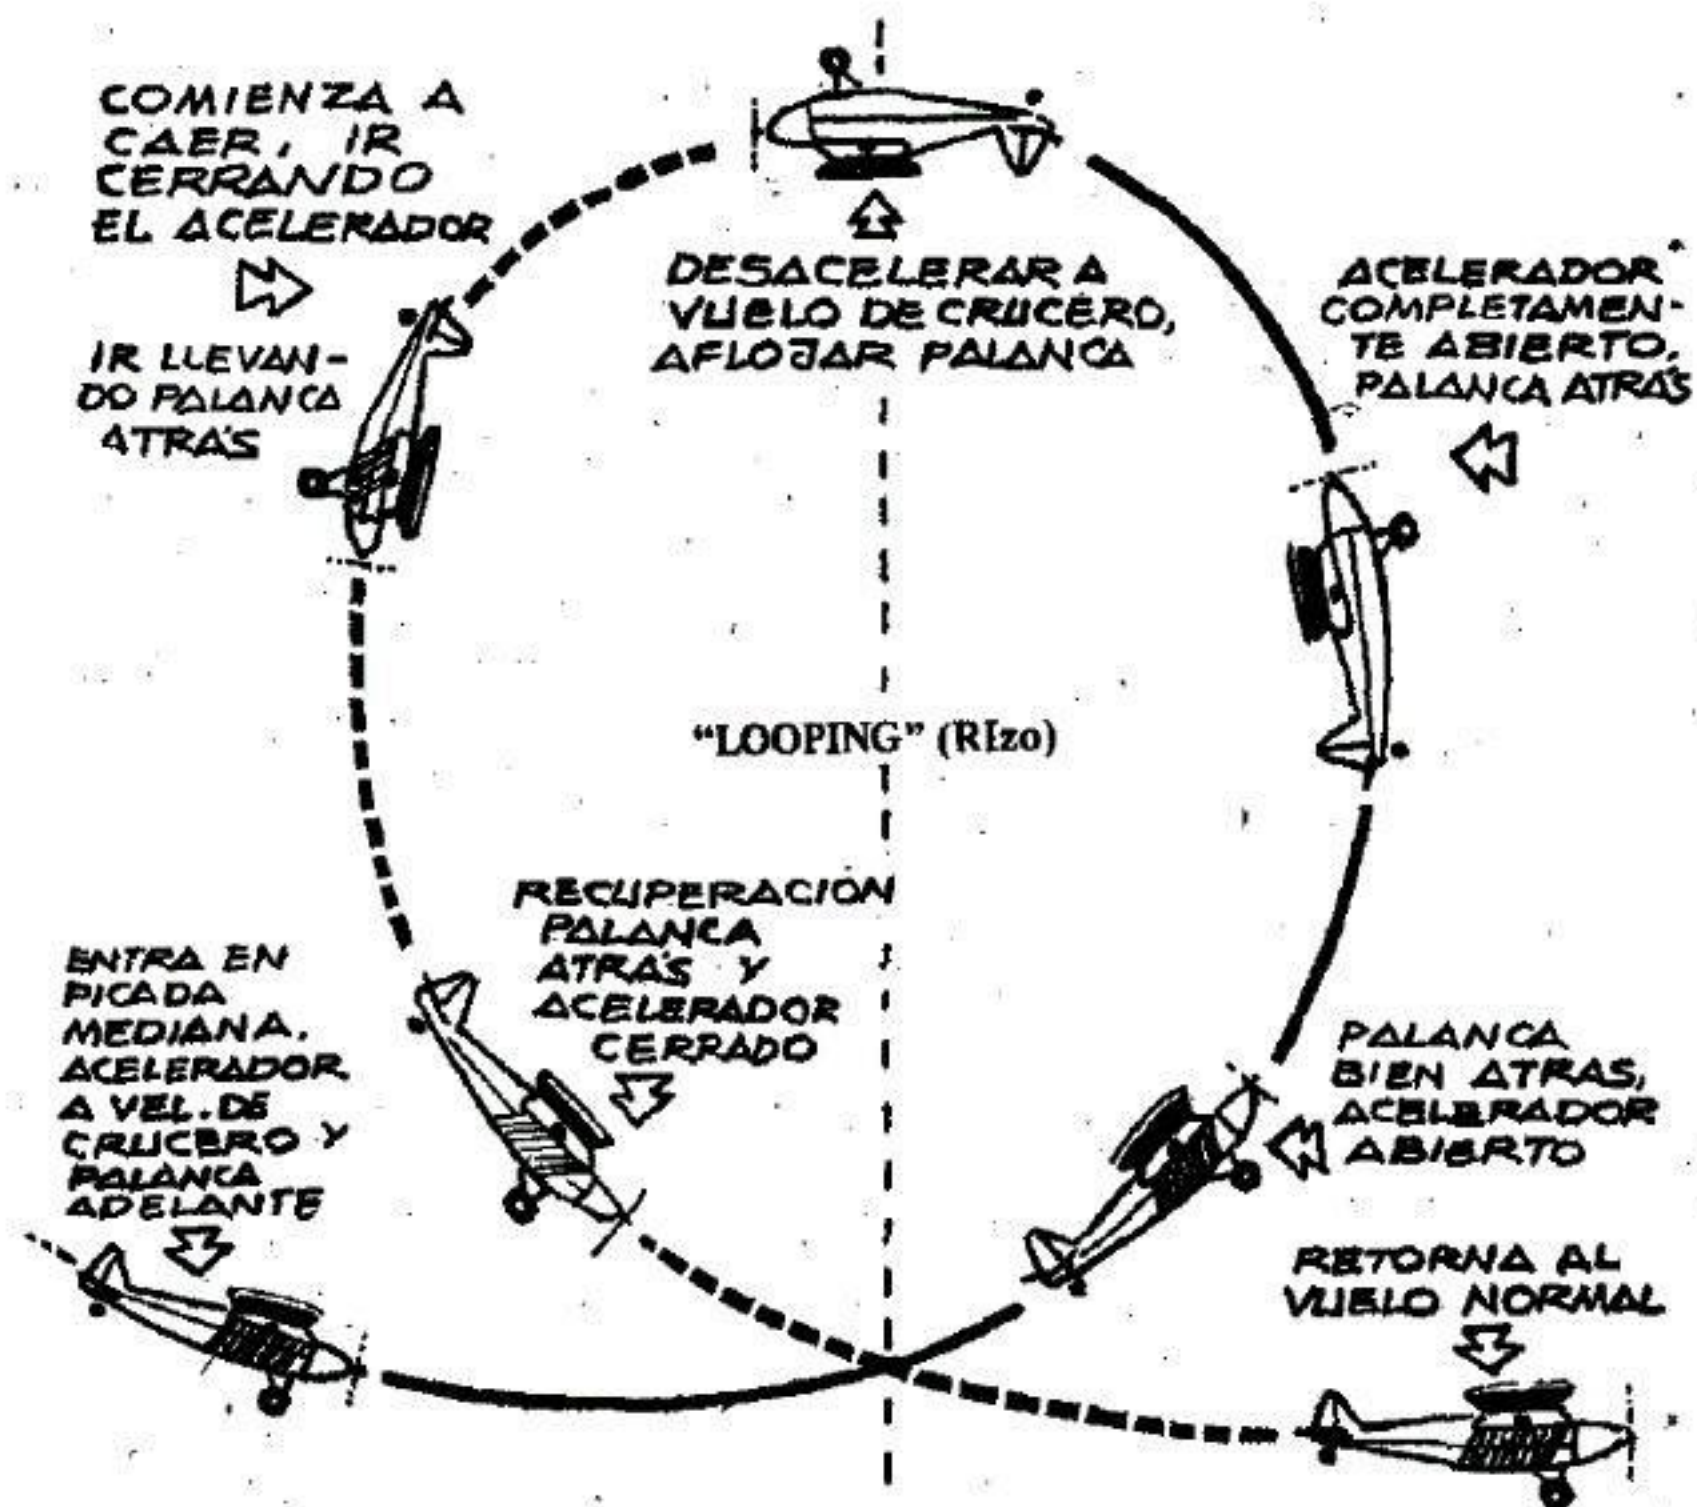 COMIENZA A
CAER, IR
CERRANDO
EL ACELERADOR
IR LLEVAN-
DO PALANCA
ATRÁS
DESACELERAR A
VUELO DE CRUCERO,
AFLOJAR PALANCA
ACELERADOR
COMPLETAMEN-
TE ABIERTO.
PALANCA ATRÁS
“LOOPING” (RIzo)
RECUPERACIÓN
PALANCA
ATRÁS Y
ACELERADOR
CERRADO
ENTRA EN
PICADA
MEDIANA.
ACELERADOR
A VEL. DE
CRUCERO Y
PALANCA
ADELANTE
PALANCA
BIEN ATRAS,
ACELERADOR
ABIERTO
RETORNA AL
VUELO NORMAL